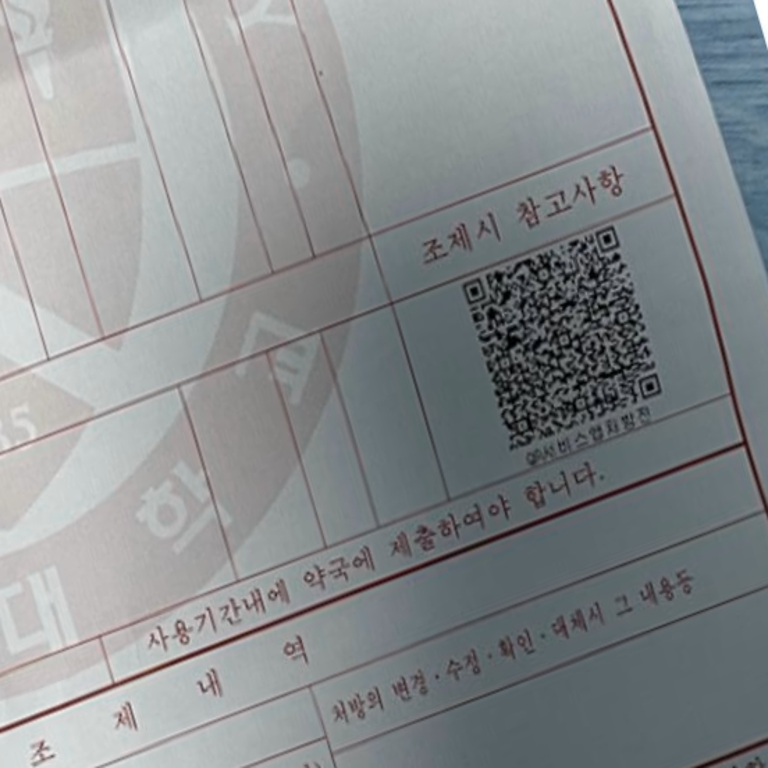 조제시 참고사항
QR서비스협회발전
사용기간내에 약국에 제출하여야 합니다.
조 제 내 역
처방의 변경·수정·확인·대체시 그 내용등
학교
대
35